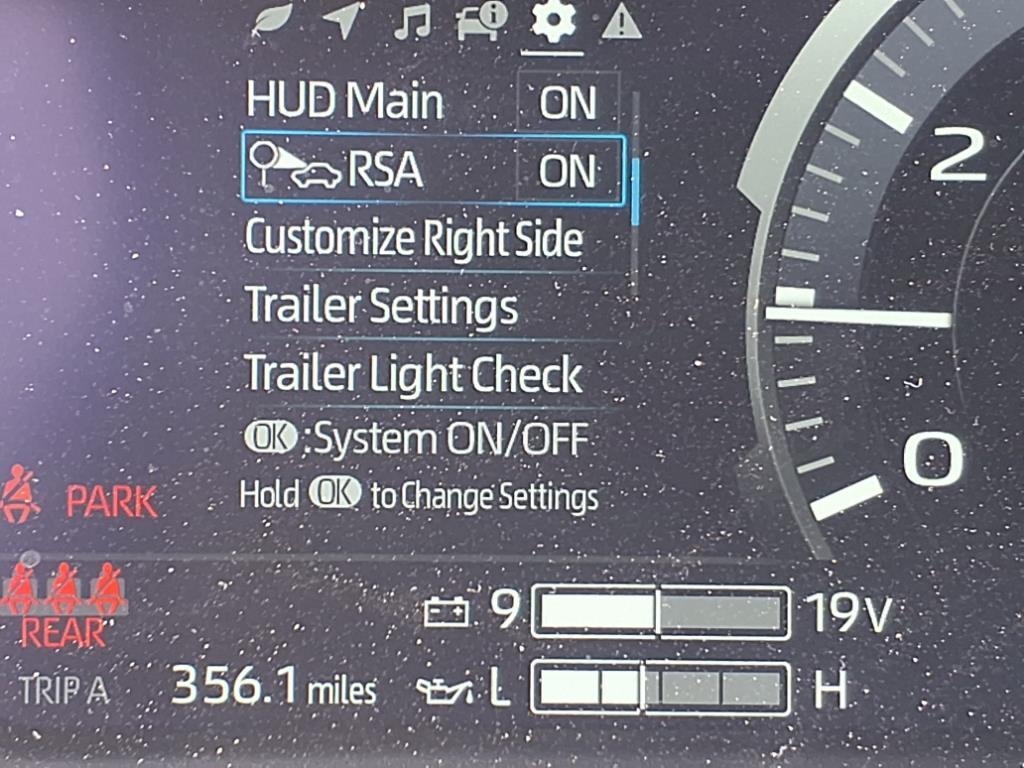 HUD Main ON
RSA ON
Customize Right Side
Trailer Settings
Trailer Light Check
OK :System ON/OFF
Hold OK to Change Settings
PARK
REAR
9 19V
TRIP A 356.1 miles
L H
2
0